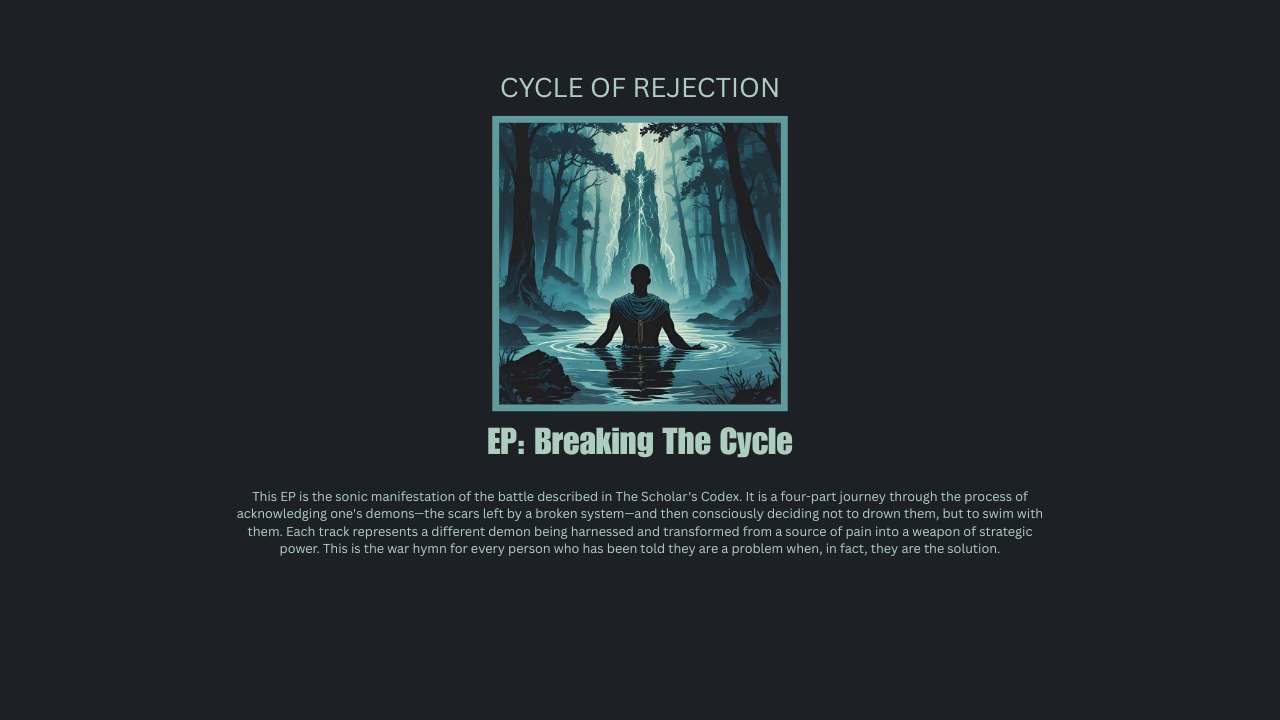 CYCLE OF REJECTION
EP: Breaking The Cycle
This EP is the sonic manifestation of the battle described in The Scholar's Codex. It is a four-part journey through the process of
acknowledging one's demons—the scars left by a broken system—and then consciously deciding not to drown them, but to swim with
them. Each track represents a different demon being harnessed and transformed from a source of pain into a weapon of strategic
power. This is the war hymn for every person who has been told they are a problem when, in fact, they are the solution.